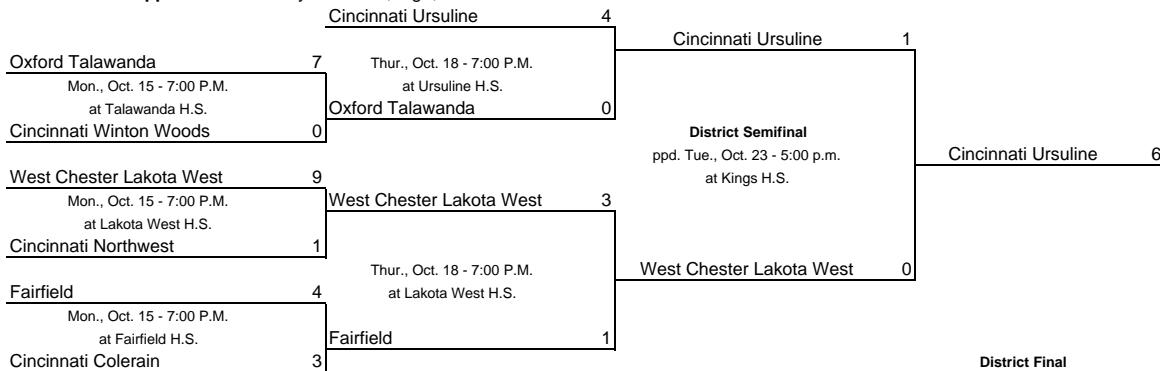 Cincinnati Ursuline 4
Cincinnati Ursuline 1
Oxford Talawanda 7
Thur., Oct. 18 - 7:00 P.M.
Mon., Oct. 15 - 7:00 P.M.
at Ursuline H.S.
at Talawanda H.S.
Oxford Talawanda 0
Cincinnati Winton Woods 0
District Semifinal
ppd. Tue., Oct. 23 - 5:00 p.m.
Cincinnati Ursuline 6
West Chester Lakota West 9
at Kings H.S.
Mon., Oct. 15 - 7:00 P.M.
West Chester Lakota West 3
at Lakota West H.S.
Cincinnati Northwest 1
Thur., Oct. 18 - 7:00 P.M.
West Chester Lakota West 0
Fairfield 4
at Lakota West H.S.
Mon., Oct. 15 - 7:00 P.M.
at Fairfield H.S.
Fairfield 1
Cincinnati Colerain 3
District Final